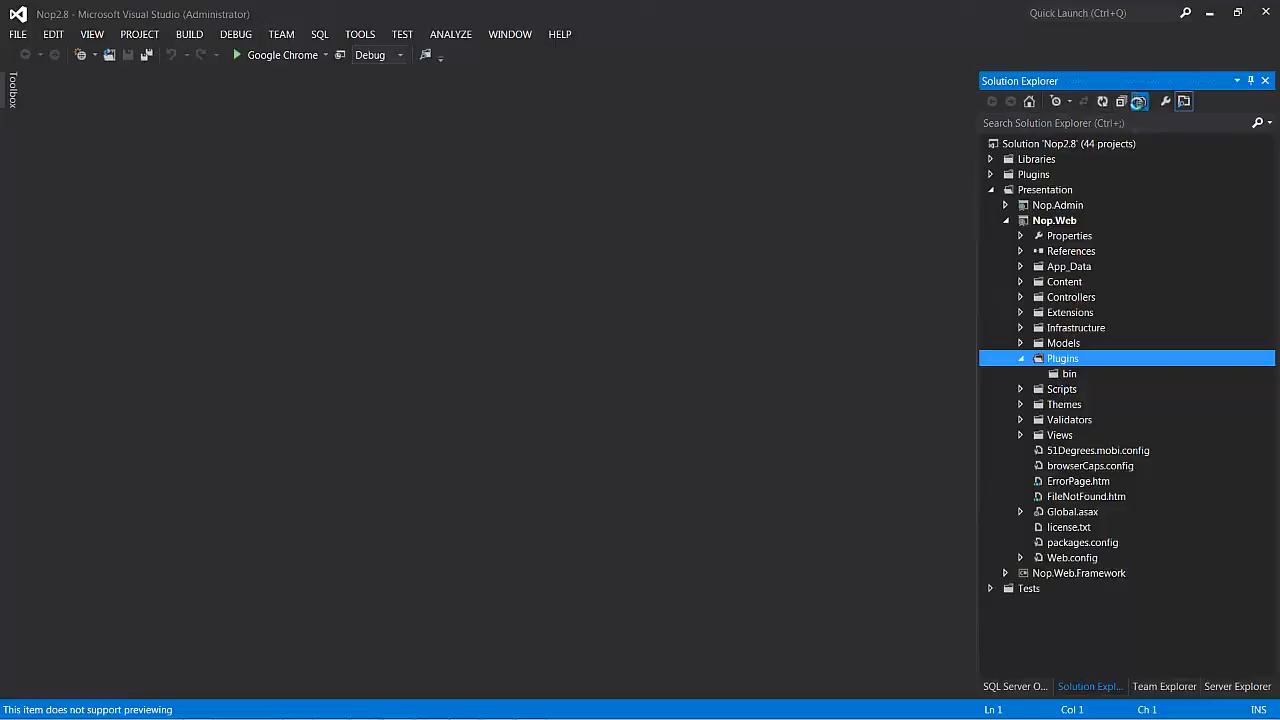 Nop2.8 - Microsoft Visual Studio (Administrator)
Quick Launch (Ctrl+Q)
FILE EDIT VIEW PROJECT BUILD DEBUG TEAM SQL TOOLS TEST ANALYZE WINDOW HELP
Google Chrome Debug
Toolbox
Solution Explorer
Search Solution Explorer (Ctrl+;)
Solution 'Nop2.8' (44 projects)
Libraries
Plugins
Presentation
Nop.Admin
Nop.Web
Properties
References
App_Data
Content
Controllers
Extensions
Infrastructure
Models
Plugins
bin
Scripts
Themes
Validators
Views
51Degrees.mobi.config
browserCaps.config
ErrorPage.htm
FileNotFound.htm
Global.asax
license.txt
packages.config
Web.config
Nop.Web.Framework
Tests
SQL Server O... Solution Expl... Team Explorer Server Explorer
This item does not support previewing Ln 1 Col 1 Ch 1 INS